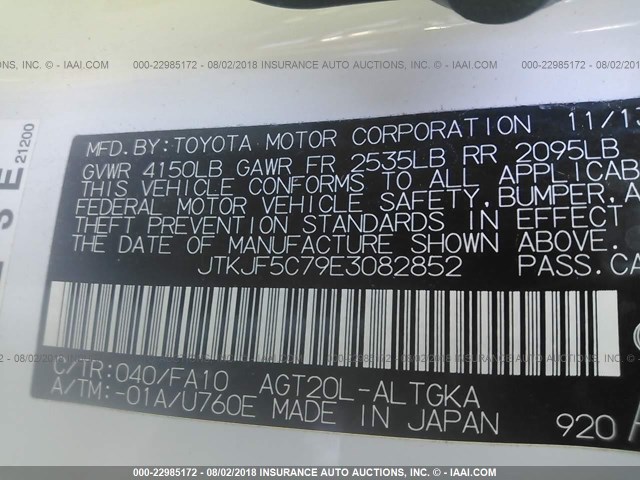 000-22985172 - 08/02/2018 INSURANCE AUTO AUCTIONS, INC. © - IAAI.COM
21200
MFD. BY: TOYOTA MOTOR CORPORATION 11/13
GVWR 4150LB GAWR FR 2535LB RR 2095LB
THIS VEHICLE CONFORMS TO ALL APPLICAB
FEDERAL MOTOR VEHICLE SAFETY, BUMPER, A
THEFT PREVENTION STANDARDS IN EFFECT
THE DATE OF MANUFACTURE SHOWN ABOVE.
JTKJF5C79E3082852 PASS. CA
000-22985172 - 08/02/2018 INSURANCE AUTO AUCTIONS, INC. © - IAAI.COM
C/TR: 040/FA10 AGT20L-ALTGKA
A/TM: -01A/U760E MADE IN JAPAN 920
000-22985172 - 08/02/2018 INSURANCE AUTO AUCTIONS, INC. © - IAAI.COM